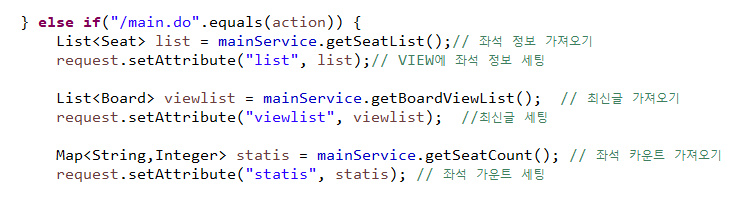 } else if("/main.do".equals(action)) {
List<Seat> list = mainService.getSeatList();// 좌석 정보 가져오기
request.setAttribute("list", list);// VIEW에 좌석 정보 세팅
List<Board> viewlist = mainService.getBoardViewList();  // 최신글 가져오기
request.setAttribute("viewlist", viewlist);  //최신글 세팅
Map<String,Integer> statis = mainService.getSeatCount(); // 좌석 카운트 가져오기
request.setAttribute("statis", statis); // 좌석 가운트 세팅